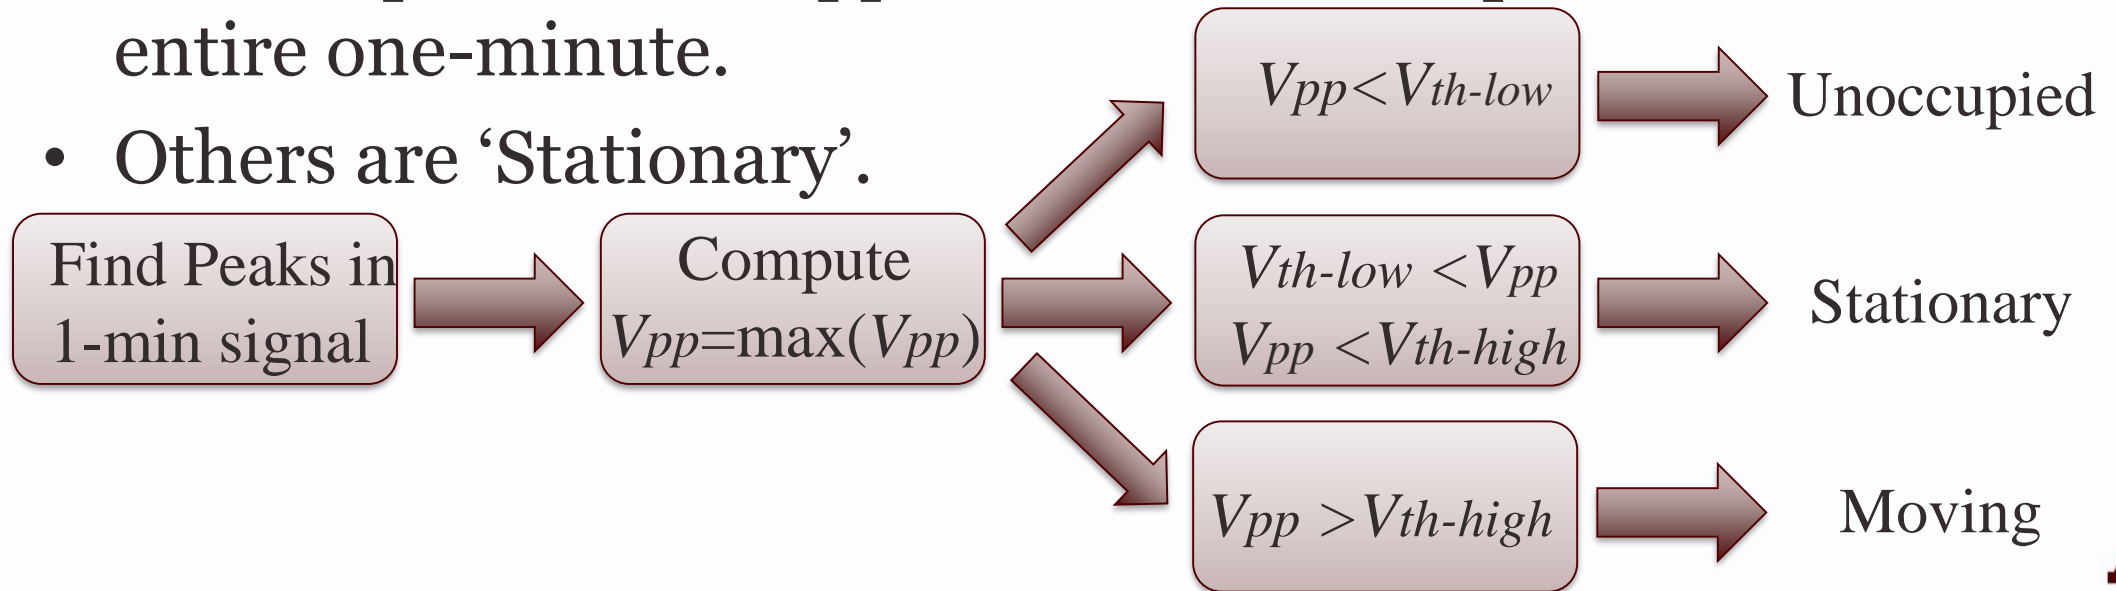 entire one-minute.
• Others are ‘Stationary’.
Find Peaks in
1-min signal
Compute
Vpp=max(Vpp)
Vpp<Vth-low
Unoccupied
Vth-low <Vpp
Vpp <Vth-high
Stationary
Vpp >Vth-high
Moving